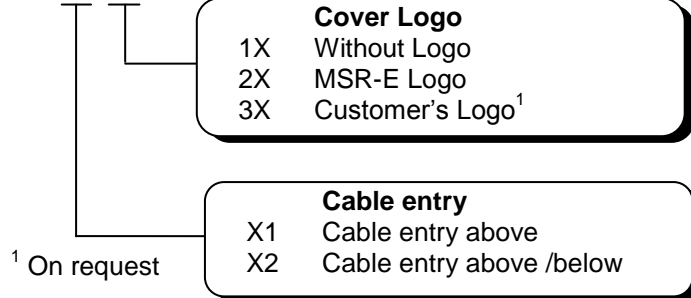 Cover Logo
1X Without Logo
2X MSR-E Logo
3X Customer's Logo1
Cable entry
X1 Cable entry above
X2 Cable entry above /below
1 On request